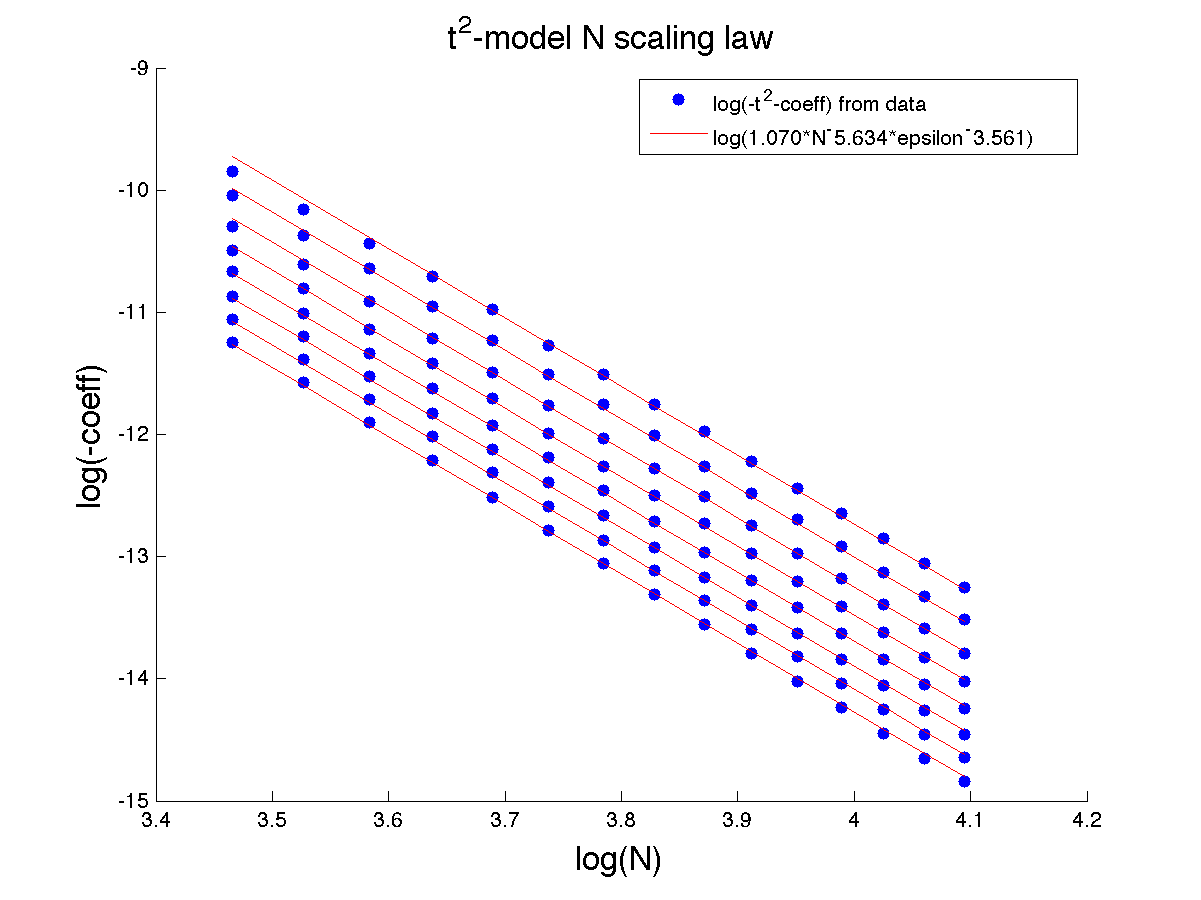 t²-model N scaling law
log(-t²-coeff) from data
log(1.070*N^-5.634*epsilon^-3.561)
log(-coeff)
-9
-10
-11
-12
-13
-14
-15
3.4 3.5 3.6 3.7 3.8 3.9 4 4.1 4.2
log(N)